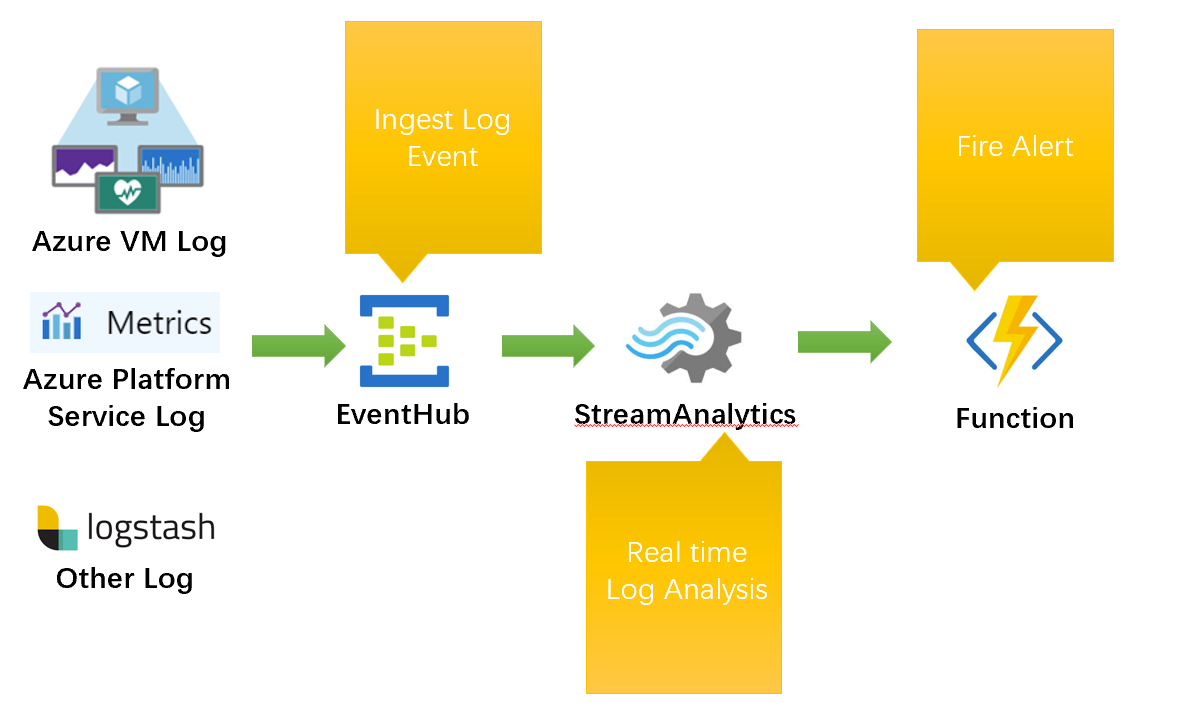 Azure VM Log
Metrics
Azure Platform
Service Log
logstash
Other Log
Ingest Log
Event
EventHub
StreamAnalytics
Real time
Log Analysis
Fire Alert
Function